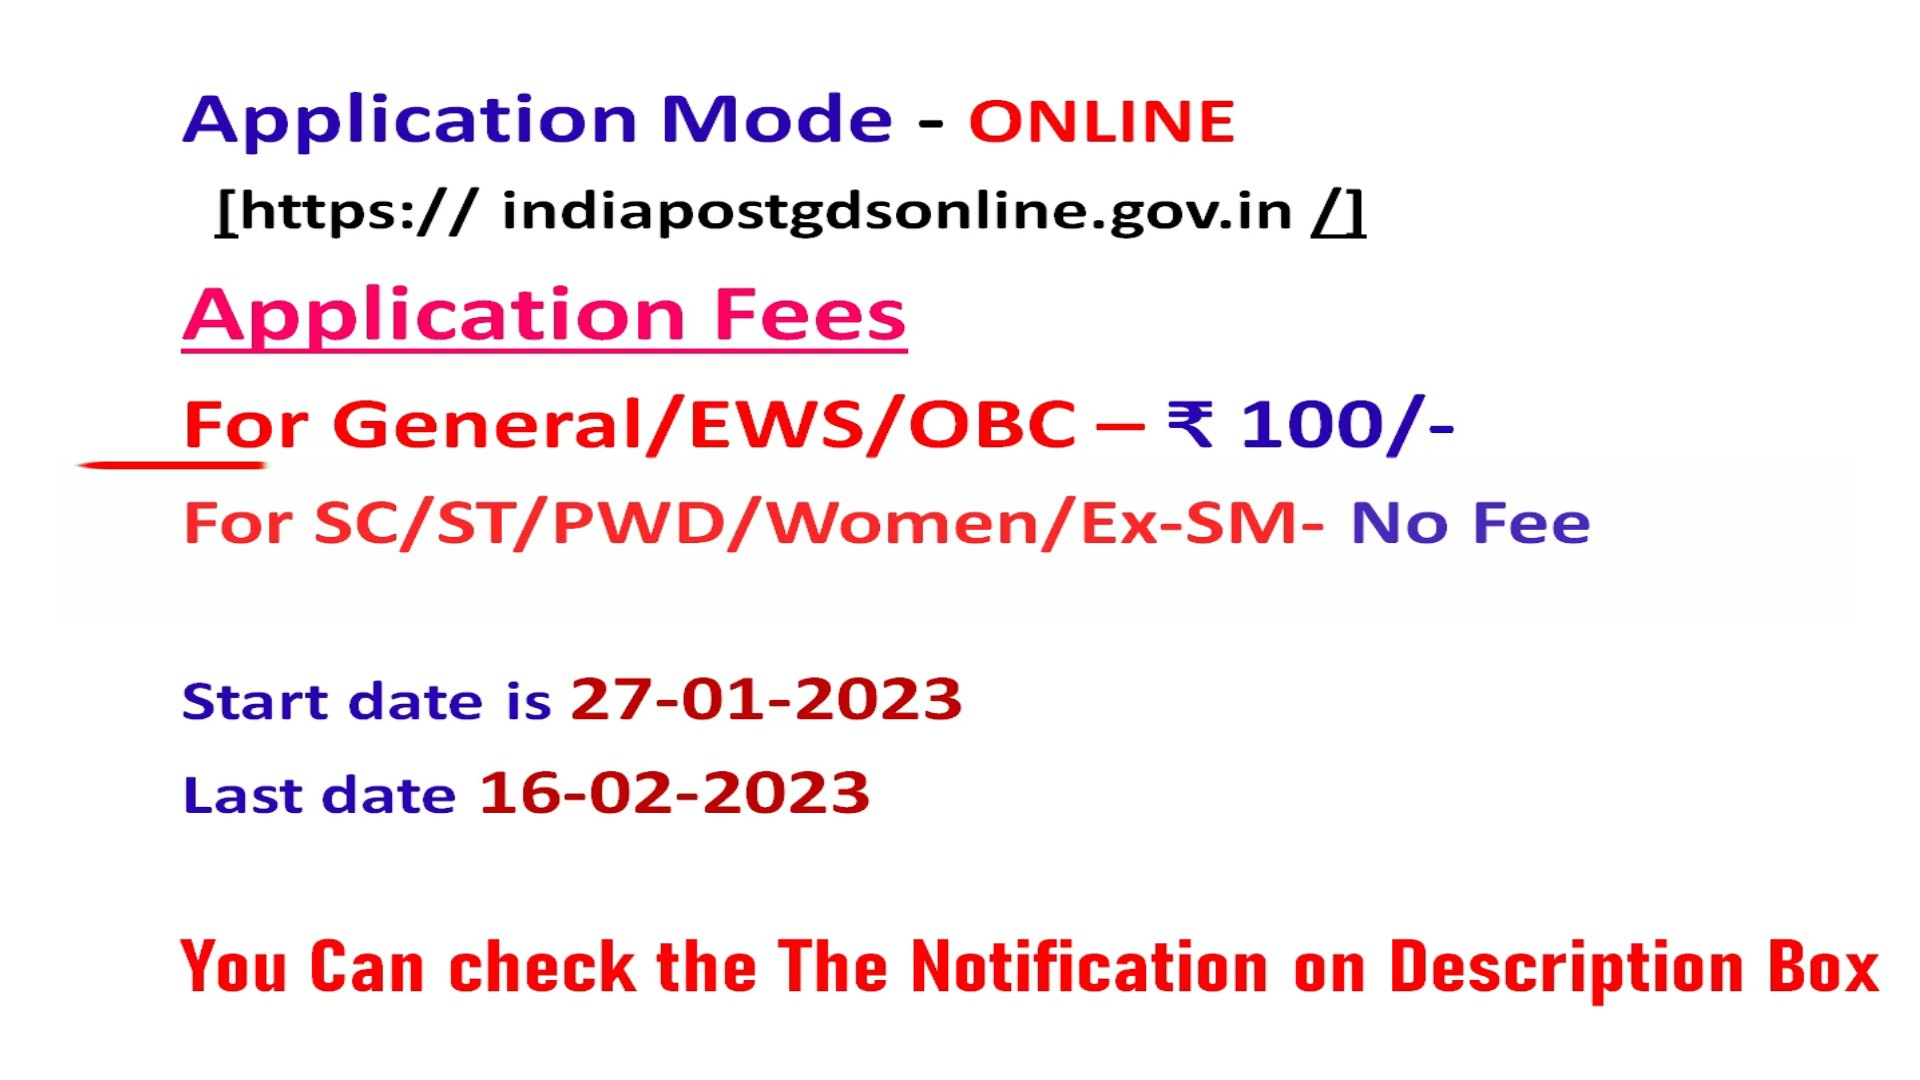 Application Mode - ONLINE
[https:// indiapostgdsonline.gov.in /]
Application Fees
For General/EWS/OBC – ₹ 100/-
For SC/ST/PWD/Women/Ex-SM- No Fee
Start date is 27-01-2023
Last date 16-02-2023
You Can check the The Notification on Description Box